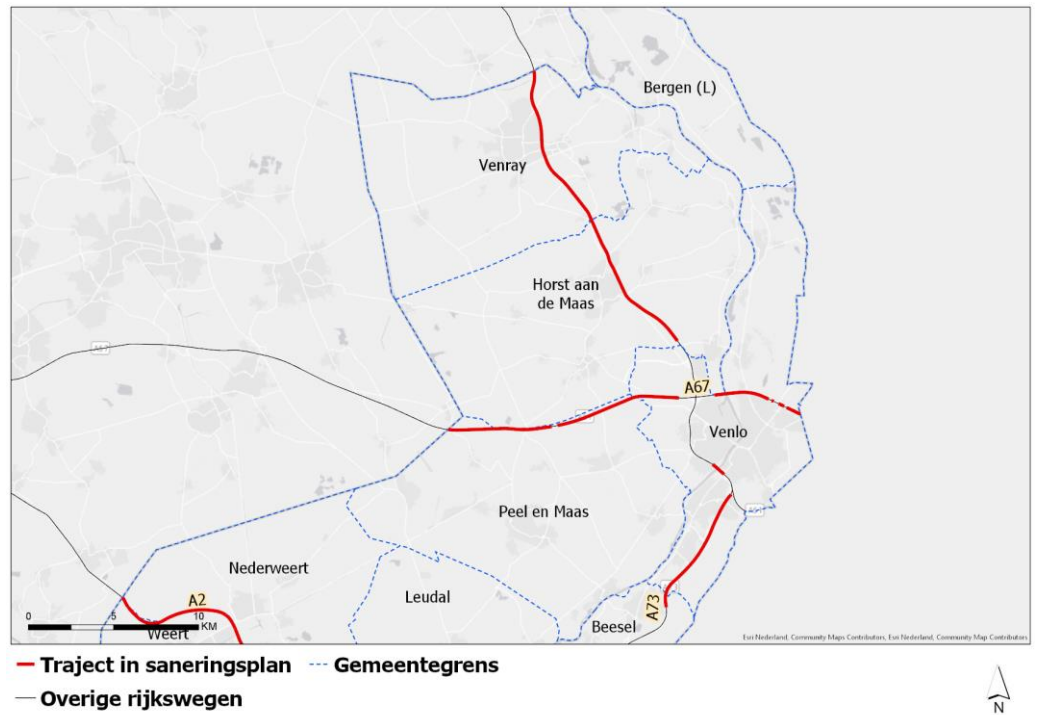 Bergen (L)
Venray
Horst aan
de Maas
A67
Venlo
Peel en Maas
Nederweert
Leudal
A2
A73
Beesel
Weert
0 5 10
KM
Esri Nederland, Community Maps Contributors, Esri Nederland, Community Map Contributors
Traject in saneringsplan
Gemeentegrens
Overige rijkswegen
N